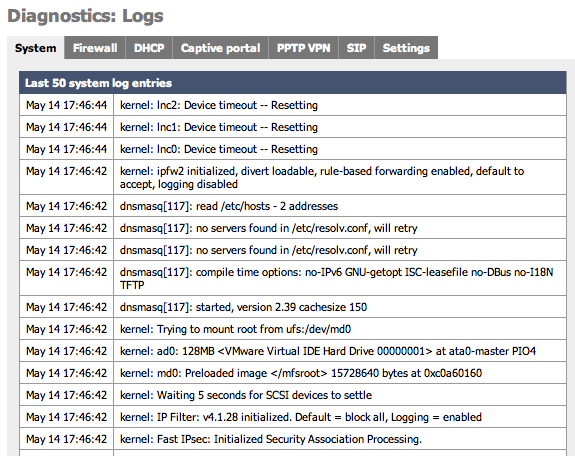 Diagnostics: Logs
System Firewall DHCP Captive portal PPTP VPN SIP Settings
Last 50 system log entries
May 14 17:46:44 kernel: lnc2: Device timeout -- Resetting
May 14 17:46:44 kernel: lnc1: Device timeout -- Resetting
May 14 17:46:44 kernel: lnc0: Device timeout -- Resetting
May 14 17:46:42 kernel: ipfw2 initialized, divert loadable, rule-based forwarding enabled, default to
accept, logging disabled
May 14 17:46:42 dnsmasq[117]: read /etc/hosts - 2 addresses
May 14 17:46:42 dnsmasq[117]: no servers found in /etc/resolv.conf, will retry
May 14 17:46:42 dnsmasq[117]: no servers found in /etc/resolv.conf, will retry
May 14 17:46:42 dnsmasq[117]: compile time options: no-IPv6 GNU-getopt ISC-leasefile no-DBus no-I18N
TFTP
May 14 17:46:42 dnsmasq[117]: started, version 2.39 cachesize 150
May 14 17:46:42 kernel: Trying to mount root from ufs:/dev/md0
May 14 17:46:42 kernel: ad0: 128MB <VMware Virtual IDE Hard Drive 00000001> at ata0-master PIO4
May 14 17:46:42 kernel: md0: Preloaded image </mfsroot> 15728640 bytes at 0xc0a60160
May 14 17:46:42 kernel: Waiting 5 seconds for SCSI devices to settle
May 14 17:46:42 kernel: IP Filter: v4.1.28 initialized. Default = block all, Logging = enabled
May 14 17:46:42 kernel: Fast IPsec: Initialized Security Association Processing.